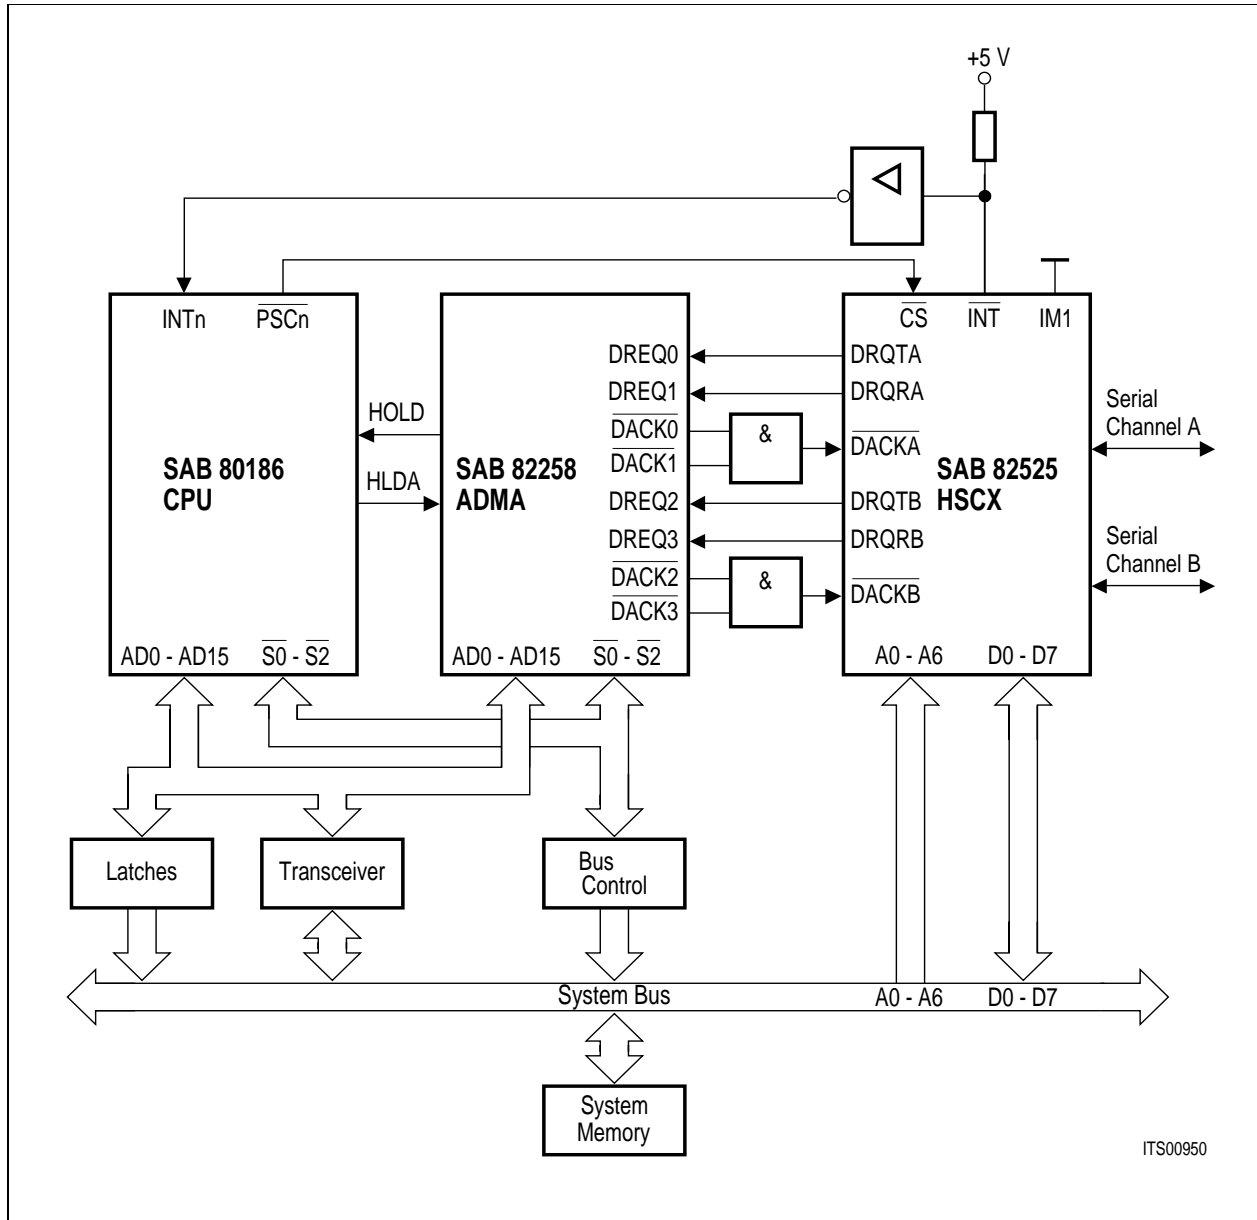 +5 V
INTn
PSCn
CS
INT
IM1
DREQ0
DREQ1
DACK0
DACK1
DREQ2
DREQ3
DACK2
DACK3
&
&
DRQTA
DRQRA
DACKA
DRQTB
DRQRB
DACKB
HOLD
HLDA
SAB 80186
CPU
SAB 82258
ADMA
SAB 82525
HSCX
Serial
Channel A
Serial
Channel B
AD0 - AD15
S0 - S2
AD0 - AD15
S0 - S2
A0 - A6
D0 - D7
Latches
Transceiver
Bus
Control
System Bus
A0 - A6
D0 - D7
System
Memory
ITS00950